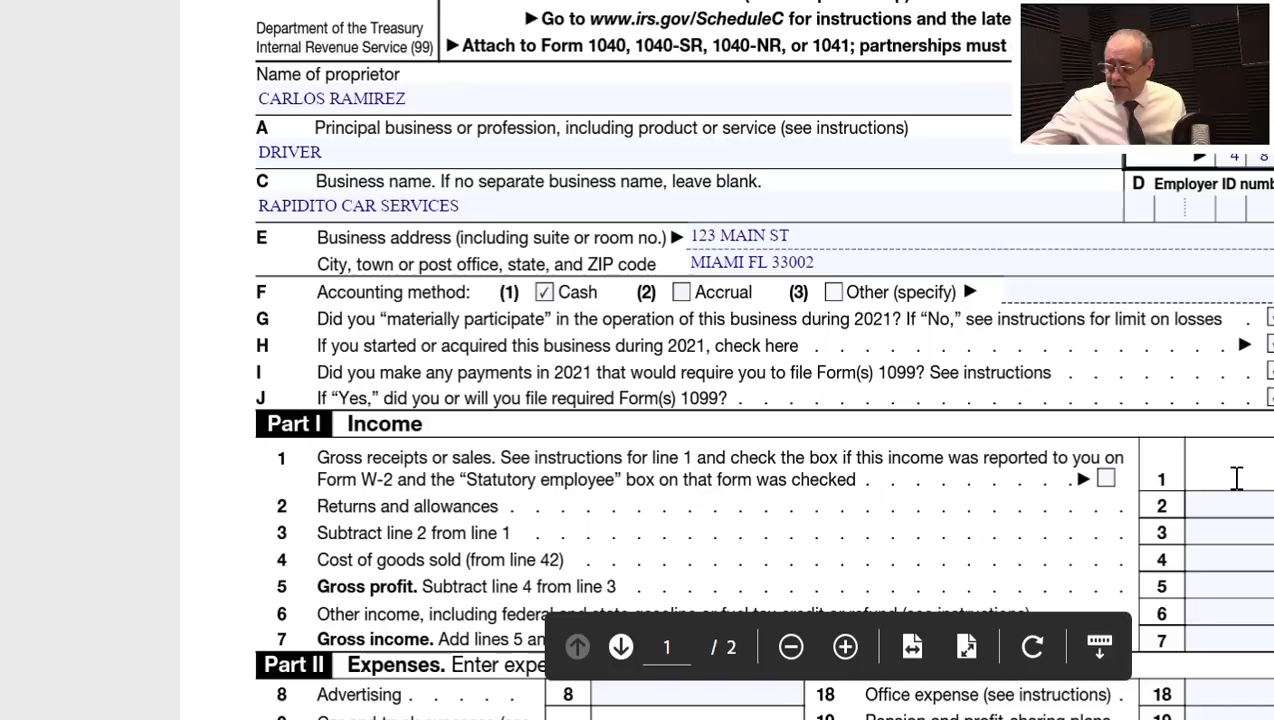 ▶Go to www.irs.gov/ScheduleC for instructions and the late
Department of the Treasury
Internal Revenue Service (99)
▶Attach to Form 1040, 1040-SR, 1040-NR, or 1041; partnerships must
Name of proprietor
CARLOS RAMIREZ
A Principal business or profession, including product or service (see instructions)
DRIVER
▶ 4 8
C Business name. If no separate business name, leave blank.
D Employer ID numb
RAPIDITO CAR SERVICES
E Business address (including suite or room no.) ▶ 123 MAIN ST
City, town or post office, state, and ZIP code MIAMI FL 33002
F Accounting method: (1) ✓ Cash (2) Accrual (3) Other (specify) ▶
G Did you “materially participate” in the operation of this business during 2021? If “No,” see instructions for limit on losses .
H If you started or acquired this business during 2021, check here . . . . . . . . . . . . . . . . . ▶
I Did you make any payments in 2021 that would require you to file Form(s) 1099? See instructions . . . . . . .
J If “Yes,” did you or will you file required Form(s) 1099? . . . . . . . . . . . . . . . . . . . .
Part I Income
1 Gross receipts or sales. See instructions for line 1 and check the box if this income was reported to you on
Form W-2 and the “Statutory employee” box on that form was checked . . . . . . . . . ▶ 1
2 Returns and allowances . . . . . . . . . . . . . . . . . . . . . . . . 2
3 Subtract line 2 from line 1 . . . . . . . . . . . . . . . . . . . . . . . 3
4 Cost of goods sold (from line 42) . . . . . . . . . . . . . . . . . . . . . 4
5 Gross profit. Subtract line 4 from line 3 . . . . . . . . . . . . . . . . . . . 5
6 Other income, including federal and state gasoline or fuel tax credit or refund (see instructions) 6
7 Gross income. Add lines 5 an 7
1 / 2
Part II Expenses. Enter expe
8 Advertising . . . . . 8
18 Office expense (see instructions) . 18